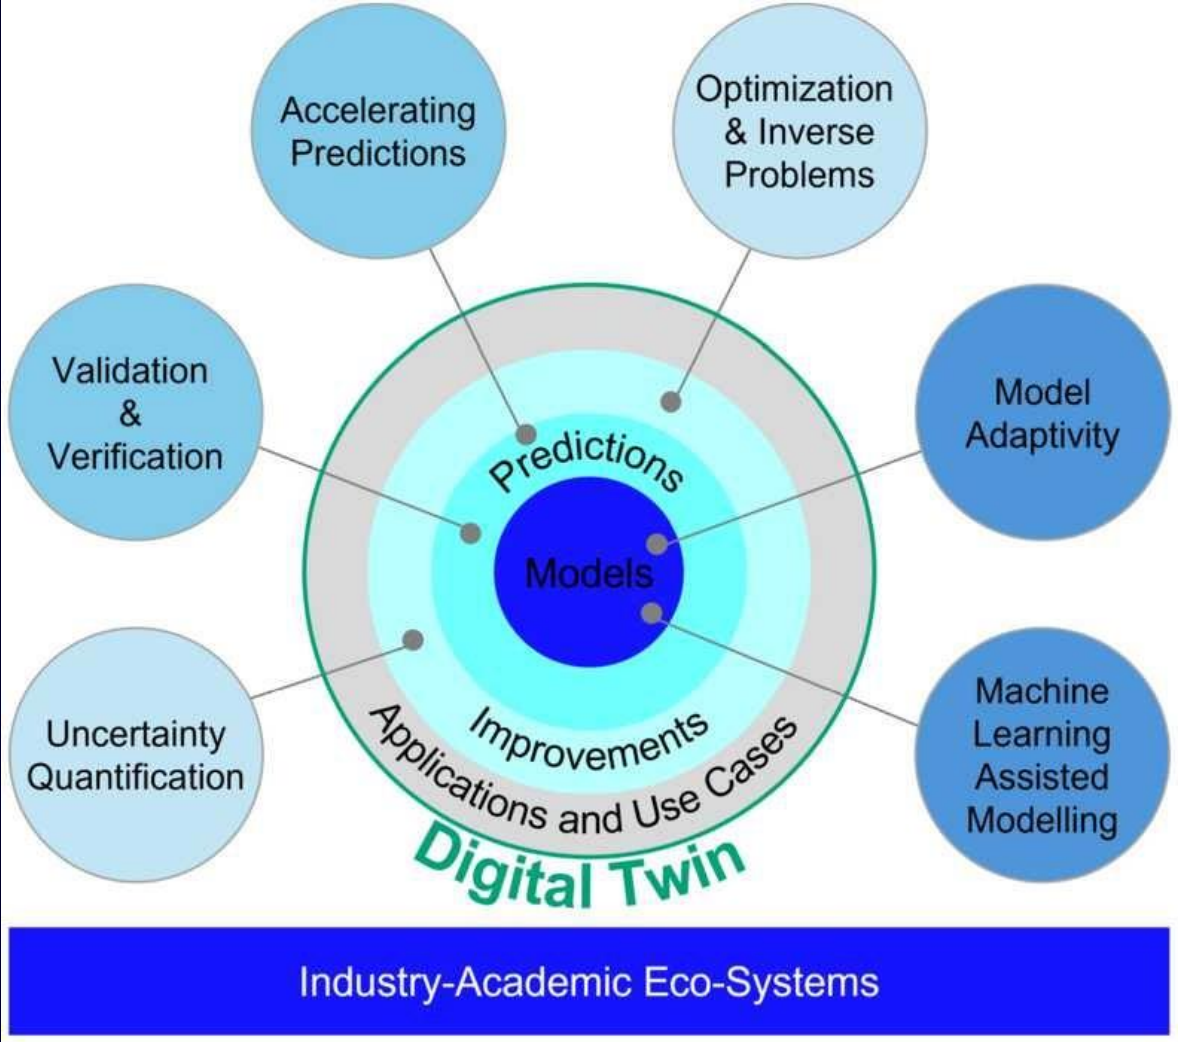 Accelerating
Predictions
Optimization
& Inverse
Problems
Validation
&
Verification
Model
Adaptivity
Predictions
Models
Uncertainty
Quantification
Improvements
Applications and Use Cases
Digital Twin
Machine
Learning
Assisted
Modelling
Industry-Academic Eco-Systems